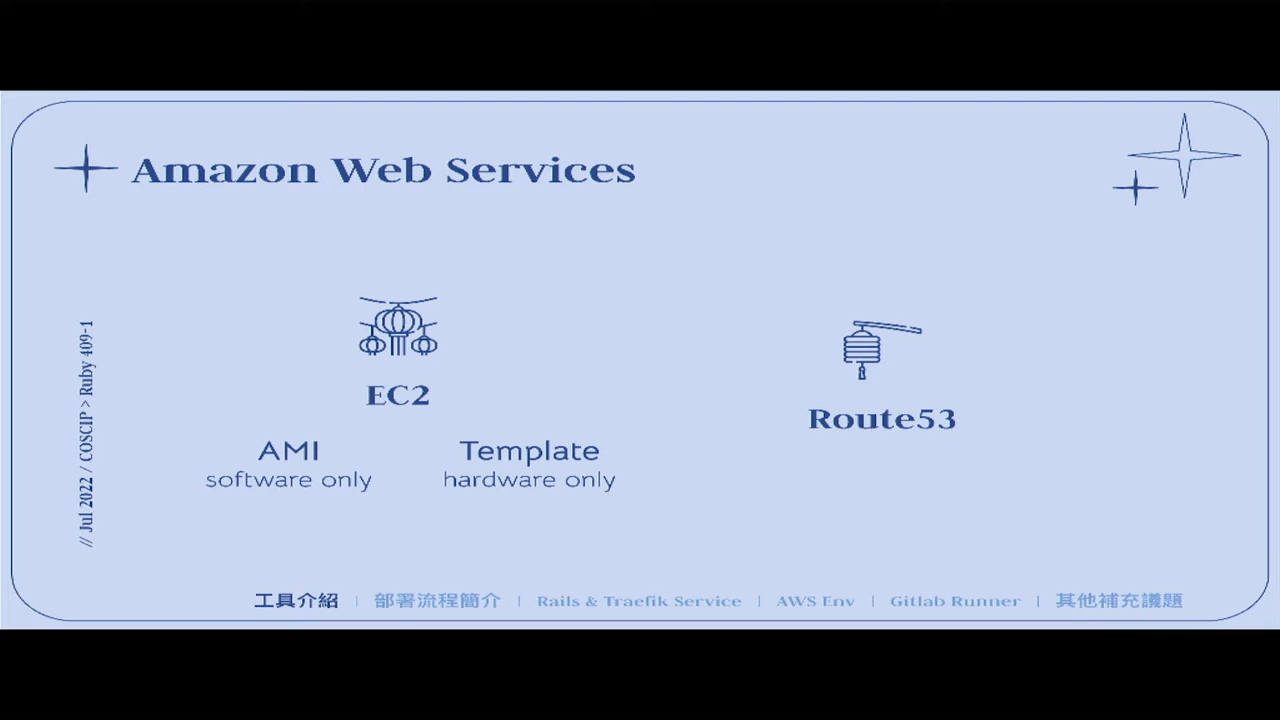 Amazon Web Services
EC2
AMI
software only
Template
hardware only
Route53
// Jul 2022 / COSCIP > Ruby 409-1
工具介紹 | 部署流程簡介 | Rails & Traefik Service | AWS Env | Gitlab Runner | 其他補充議題